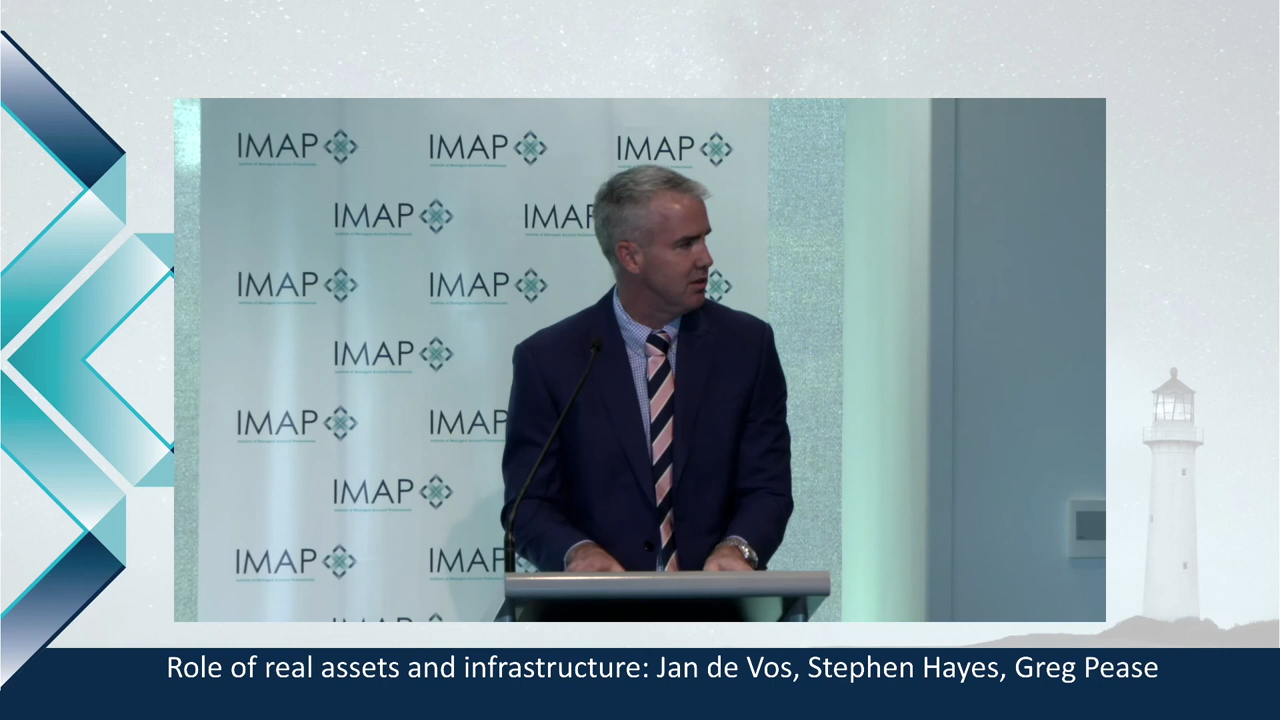 IMAP IMAP IMAP
IMAP IMAP
IMAP IMAP
IMAP
IMAP IMAP
IMAP
IMAP IMAP
IMAP
Role of real assets and infrastructure: Jan de Vos, Stephen Hayes, Greg Pease